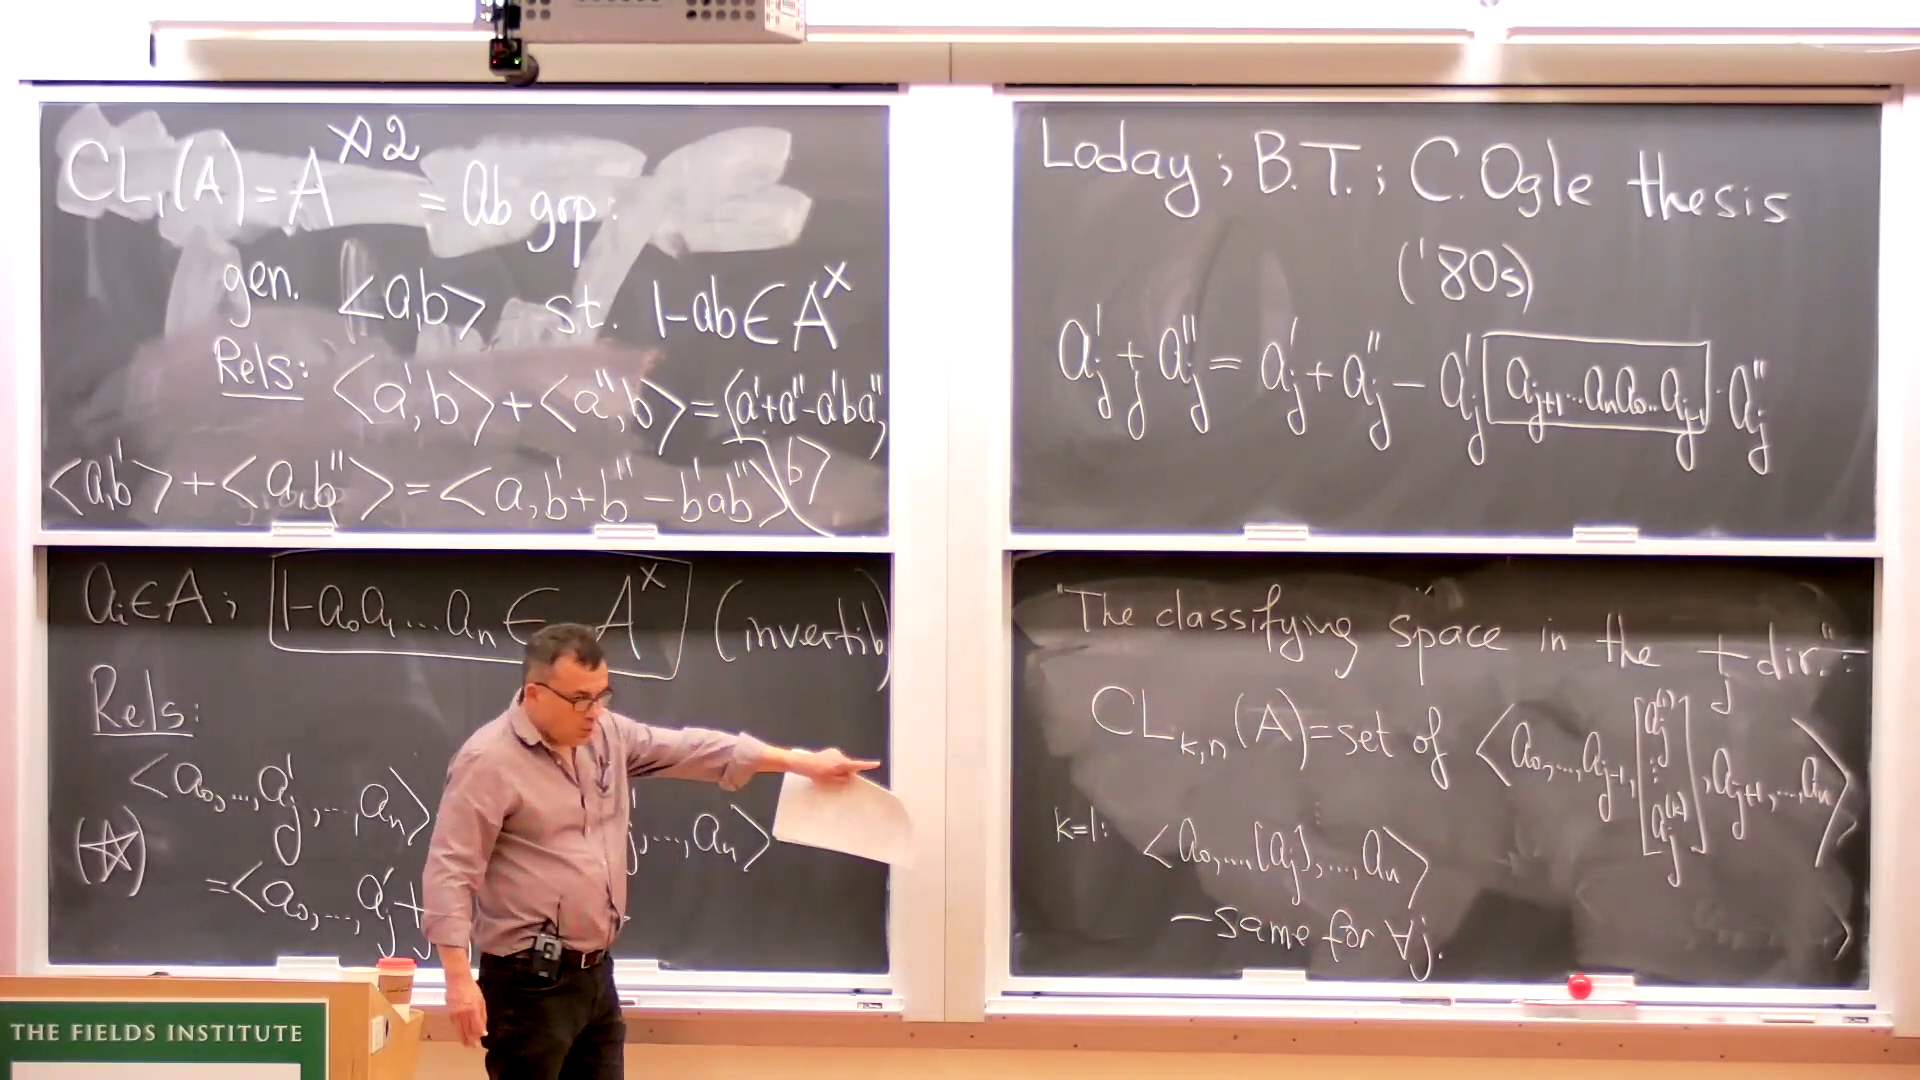 CL₁(A) = A^{×2} = ab grp:
gen. <a,b> st. 1-ab∈A^×
Rels: <a',b>+<a'',b>=<a'+a''-a'ba'',b>
<a,b'>+<a,b''>=<a,b'+b''-b'ab''>
aᵢ∈A; 1-a₀a₁...aₙ∈A^× (invertib
Rels:
<a₀,...,a'ⱼ,...,aₙ> ⱼ,...,aₙ>
(☆)
=<a₀,...,a'ⱼ+ⱼ
Loday; B.T.; C.Ogle thesis
('80s)
a'ⱼ +ⱼ a''ⱼ = a'ⱼ + a''ⱼ - a'ⱼ aⱼ₊₁...aₙa₀..aⱼ₋₁ · a''ⱼ
"The classifying space in the +ⱼ dir.":
CL_{k,n}(A)=set of <a₀,...,aⱼ₋₁,[aⱼ^{(1)} ⋮ aⱼ^{(k)}],aⱼ₊₁,...,aₙ>
k=1: <a₀,...,[aⱼ],...,aₙ>
—same for ∀j.
THE FIELDS INSTITUTE